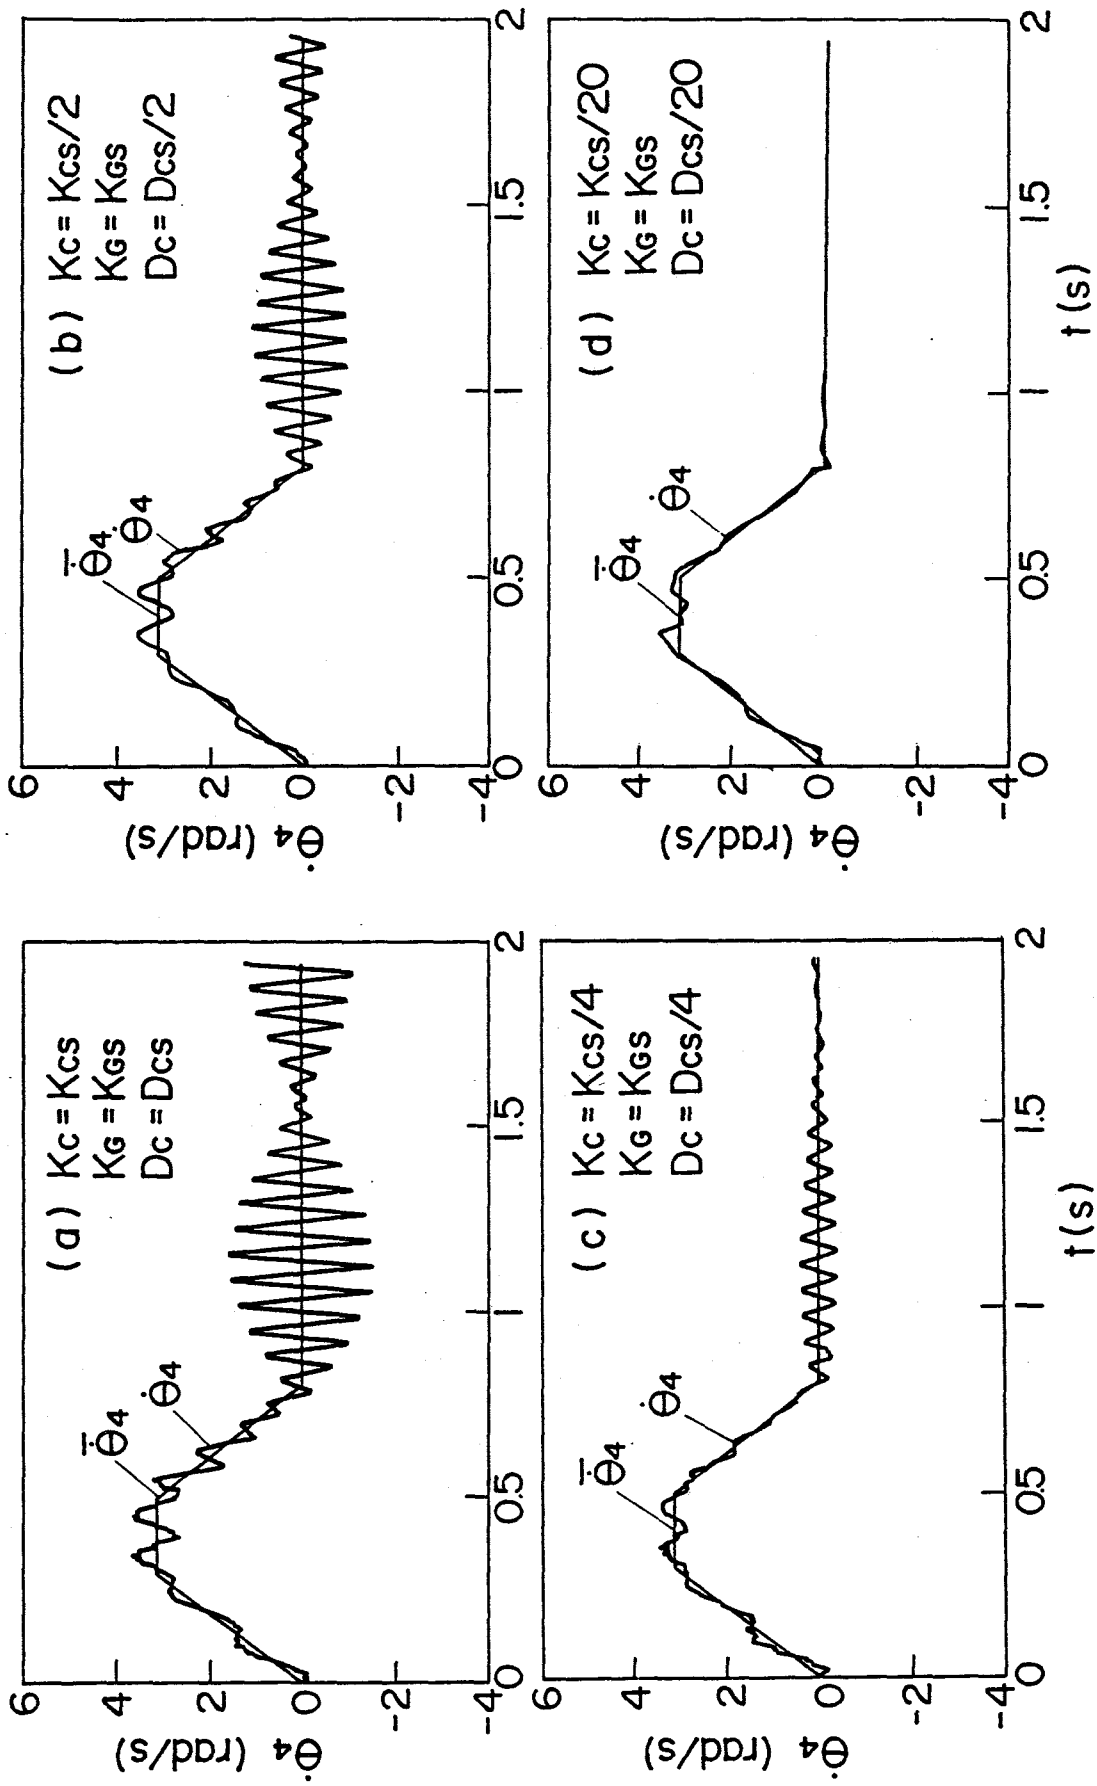 (a) Kc = Kcs
KG = KGS
Dc = Dcs
θ̇̄4
θ̇4
θ̇4 (rad/s)
6
4
2
0
-2
-4
0
0.5
1
1.5
2
(b) Kc = Kcs/2
KG = KGS
Dc = Dcs/2
θ̇̄4
θ̇4
θ̇4 (rad/s)
6
4
2
0
-2
-4
0
0.5
1
1.5
2
(c) Kc = Kcs/4
KG = KGS
Dc = Dcs/4
θ̇̄4
θ̇4
θ̇4 (rad/s)
6
4
2
0
-2
-4
0
0.5
1
1.5
2
t (s)
(d) Kc = Kcs/20
KG = KGS
Dc = Dcs/20
θ̇̄4
θ̇4
θ̇4 (rad/s)
6
4
2
0
-2
-4
0
0.5
1
1.5
2
t (s)